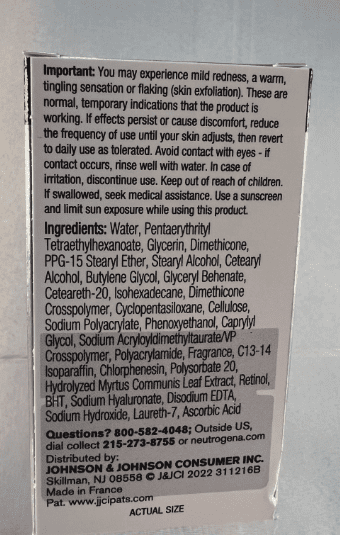 Important: You may experience mild redness, a warm,
tingling sensation or flaking (skin exfoliation). These are
normal, temporary indications that the product is
working. If effects persist or cause discomfort, reduce
the frequency of use until your skin adjusts, then revert
to daily use as tolerated. Avoid contact with eyes - if
contact occurs, rinse well with water. In case of
irritation, discontinue use. Keep out of reach of children.
If swallowed, seek medical assistance. Use a sunscreen
and limit sun exposure while using this product.
Ingredients: Water, Pentaerythrityl
Tetraethylhexanoate, Glycerin, Dimethicone,
PPG-15 Stearyl Ether, Stearyl Alcohol, Cetearyl
Alcohol, Butylene Glycol, Glyceryl Behenate,
Ceteareth-20, Isohexadecane, Dimethicone
Crosspolymer, Cyclopentasiloxane, Cellulose,
Sodium Polyacrylate, Phenoxyethanol, Caprylyl
Glycol, Sodium Acryloyldimethyltaurate/VP
Crosspolymer, Polyacrylamide, Fragrance, C13-14
Isoparaffin, Chlorphenesin, Polysorbate 20,
Hydrolyzed Myrtus Communis Leaf Extract, Retinol,
BHT, Sodium Hyaluronate, Disodium EDTA,
Sodium Hydroxide, Laureth-7, Ascorbic Acid
Questions? 800-582-4048; Outside US,
dial collect 215-273-8755 or neutrogena.com
Distributed by:
JOHNSON & JOHNSON CONSUMER INC.
Skillman, NJ 08558 © J&JCI 2022 311216B
Made in France
Pat. www.jjcipats.com
ACTUAL SIZE